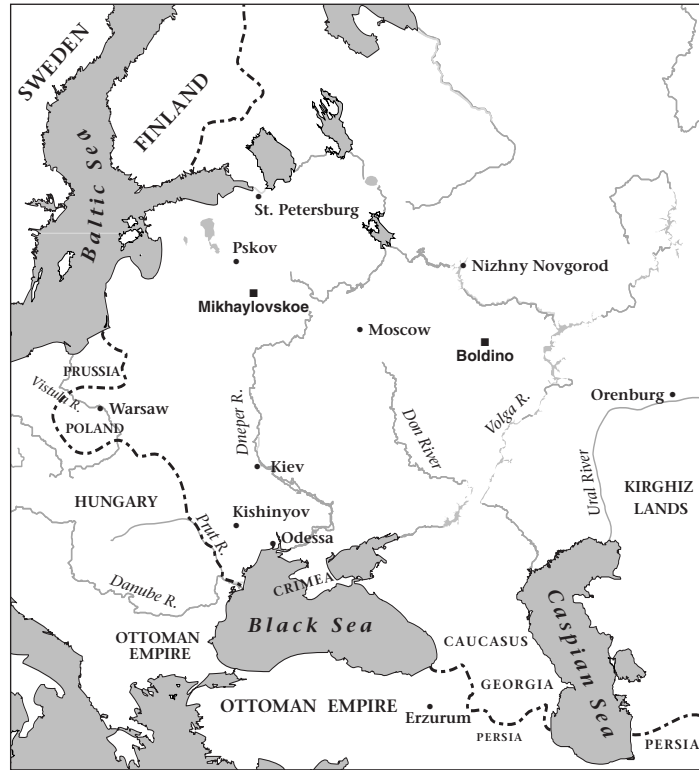 SWEDEN
FINLAND
Baltic Sea
St. Petersburg
Pskov
Nizhny Novgorod
Mikhaylovskoe
Moscow
Boldino
PRUSSIA
Vistula R.
Warsaw
POLAND
Dneper R.
Don River
Volga R.
Orenburg
Kiev
Ural River
KIRGHIZ
LANDS
HUNGARY
Kishinyov
Prut R.
Odessa
Danube R.
CRIMEA
Black Sea
Caspian Sea
OTTOMAN
EMPIRE
CAUCASUS
GEORGIA
OTTOMAN EMPIRE
Erzurum
PERSIA
PERSIA